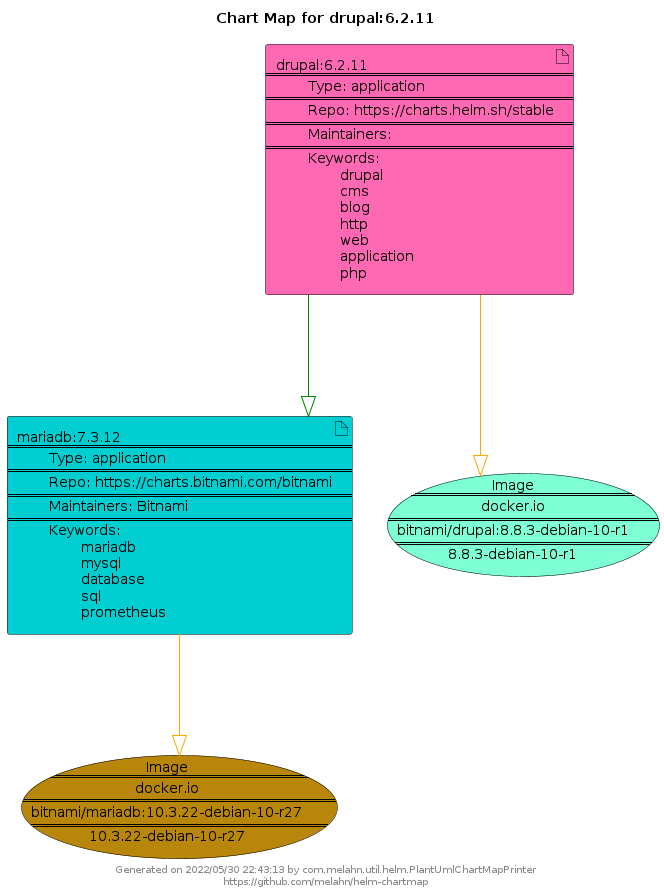 Chart Map for drupal:6.2.11
drupal:6.2.11
Type: application
Repo: https://charts.helm.sh/stable
Maintainers:
Keywords:
drupal
cms
blog
http
web
application
php
mariadb:7.3.12
Type: application
Repo: https://charts.bitnami.com/bitnami
Maintainers: Bitnami
Keywords:
mariadb
mysql
database
sql
prometheus
Image
docker.io
bitnami/drupal:8.8.3-debian-10-r1
8.8.3-debian-10-r1
Image
docker.io
bitnami/mariadb:10.3.22-debian-10-r27
10.3.22-debian-10-r27
Generated on 2022/05/30 22:43:13 by com.melahn.util.helm.PlantUmlChartMapPrinter
https://github.com/melahn/helm-chartmap